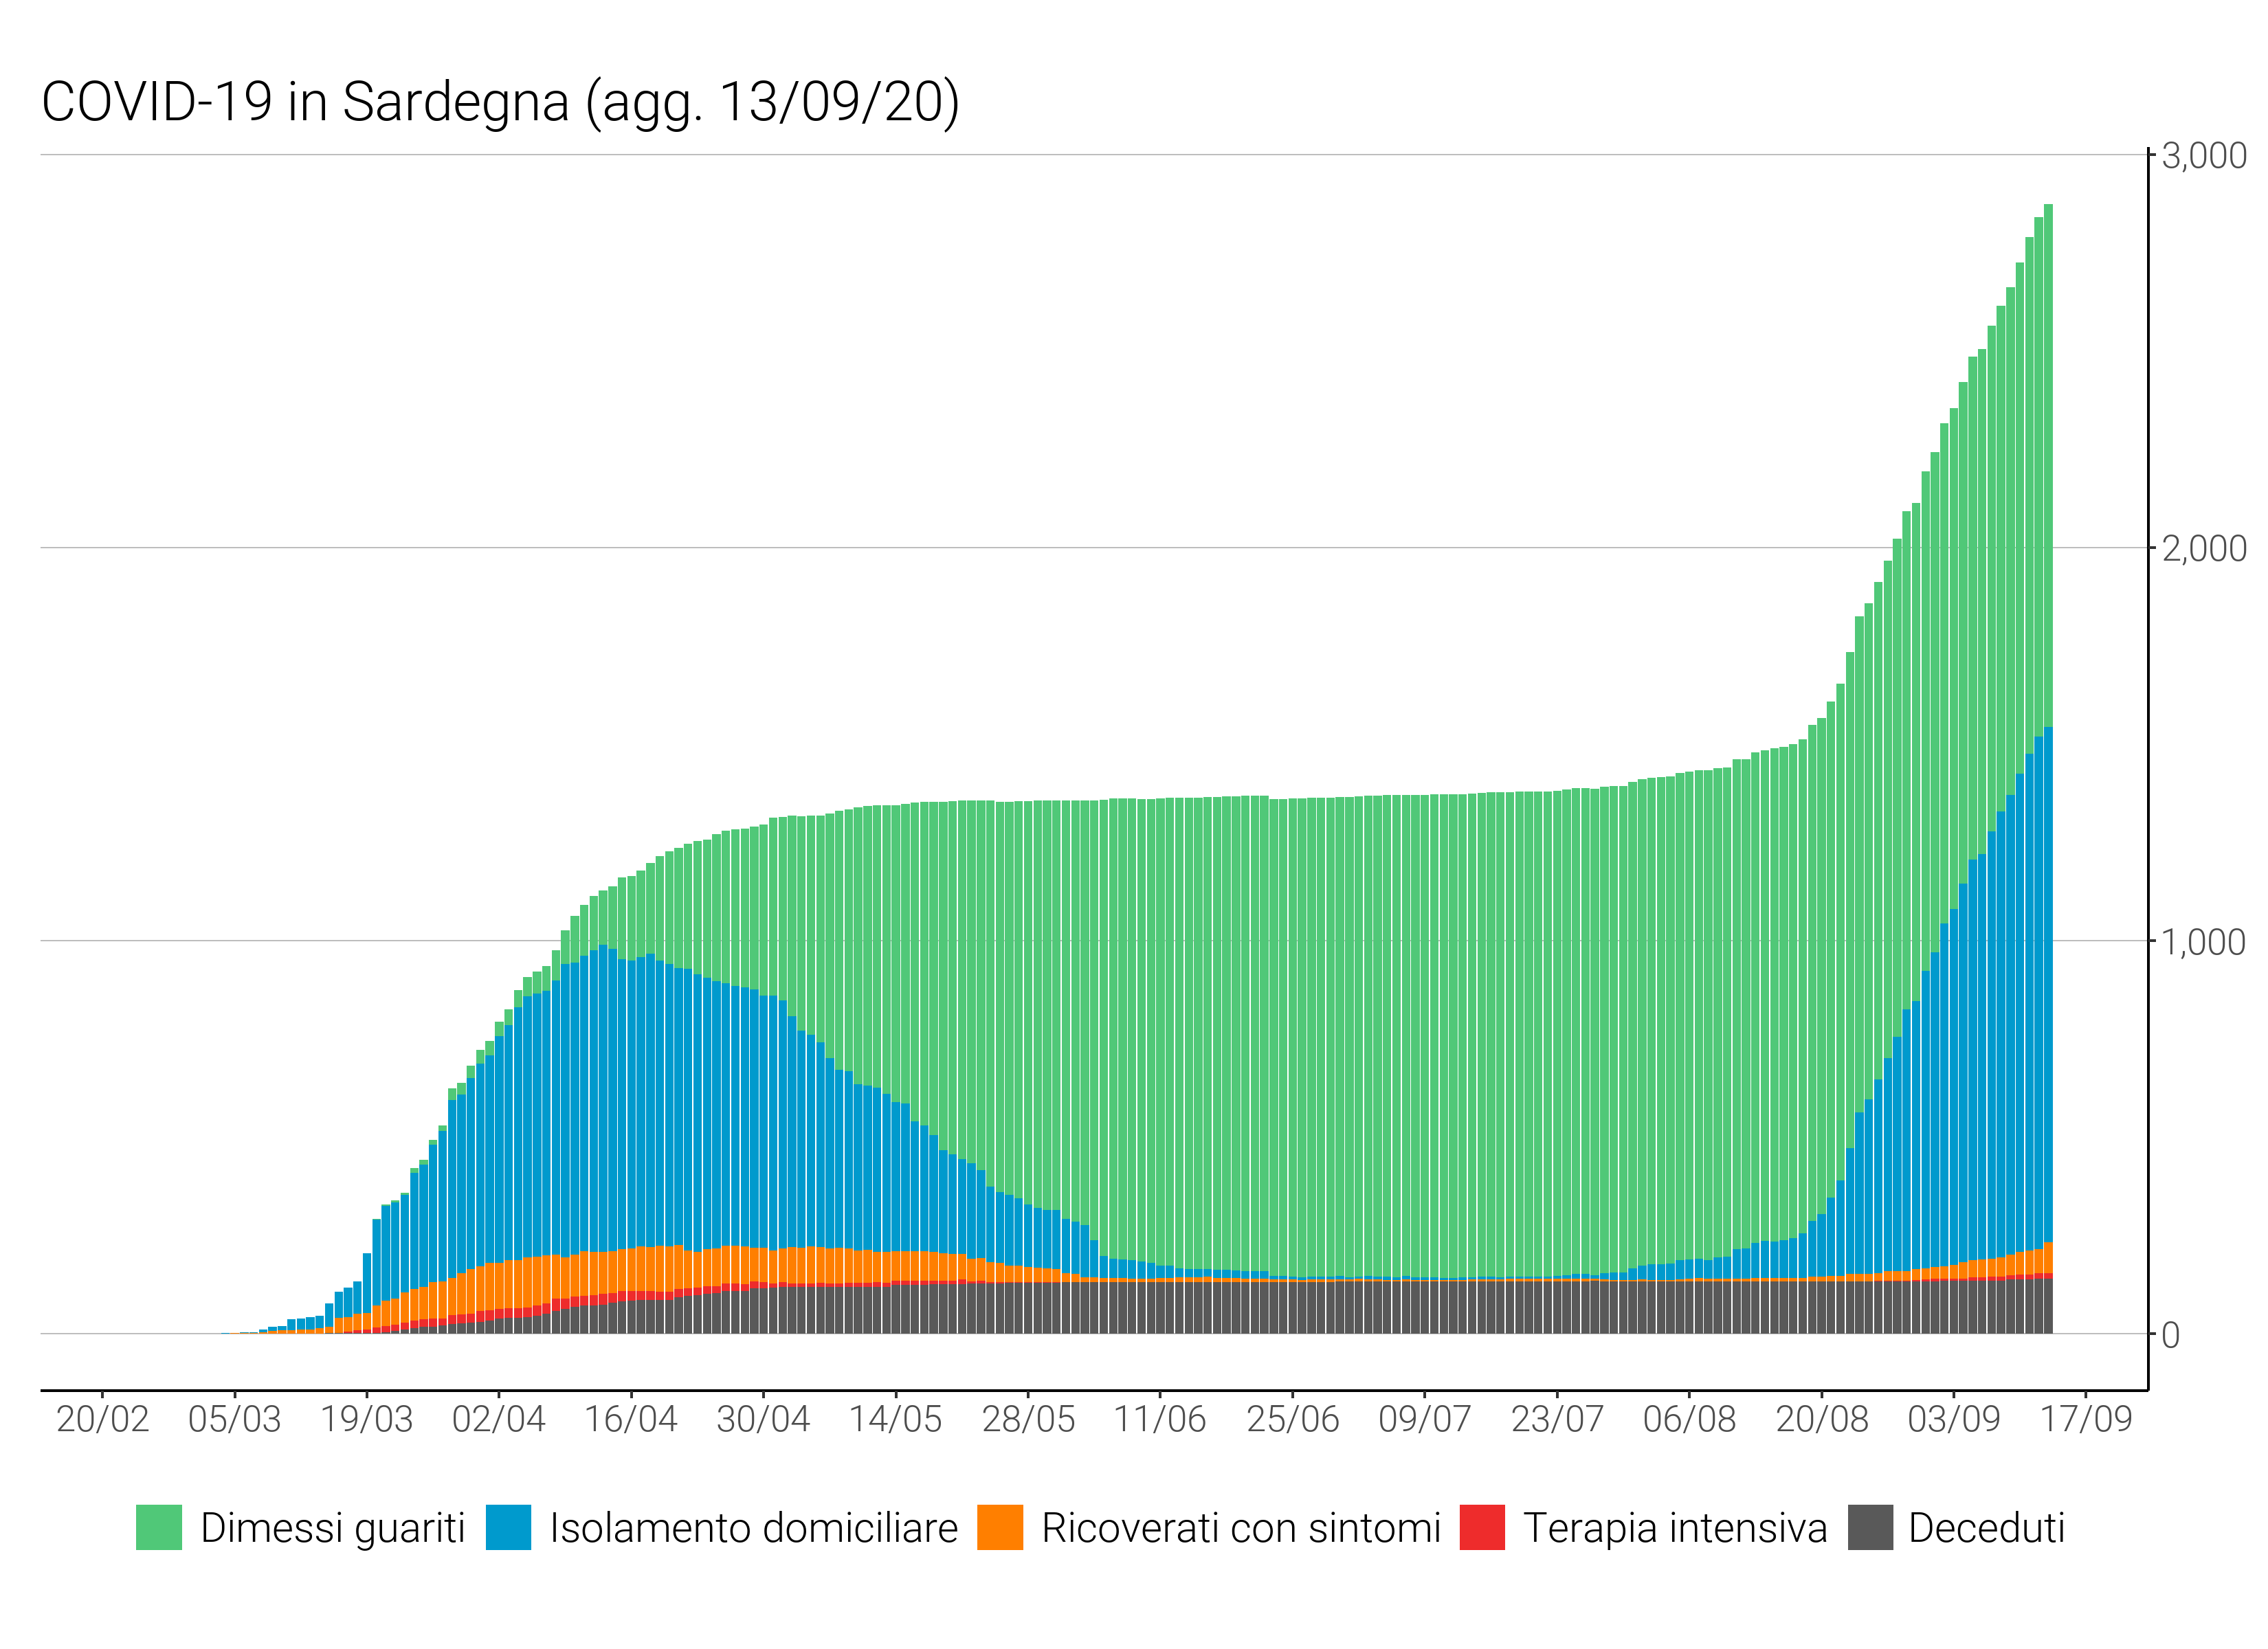 COVID-19 in Sardegna (agg. 13/09/20)
3,000
2,000
1,000
0
20/02 05/03 19/03 02/04 16/04 30/04 14/05 28/05 11/06 25/06 09/07 23/07 06/08 20/08 03/09 17/09
Dimessi guariti Isolamento domiciliare Ricoverati con sintomi Terapia intensiva Deceduti